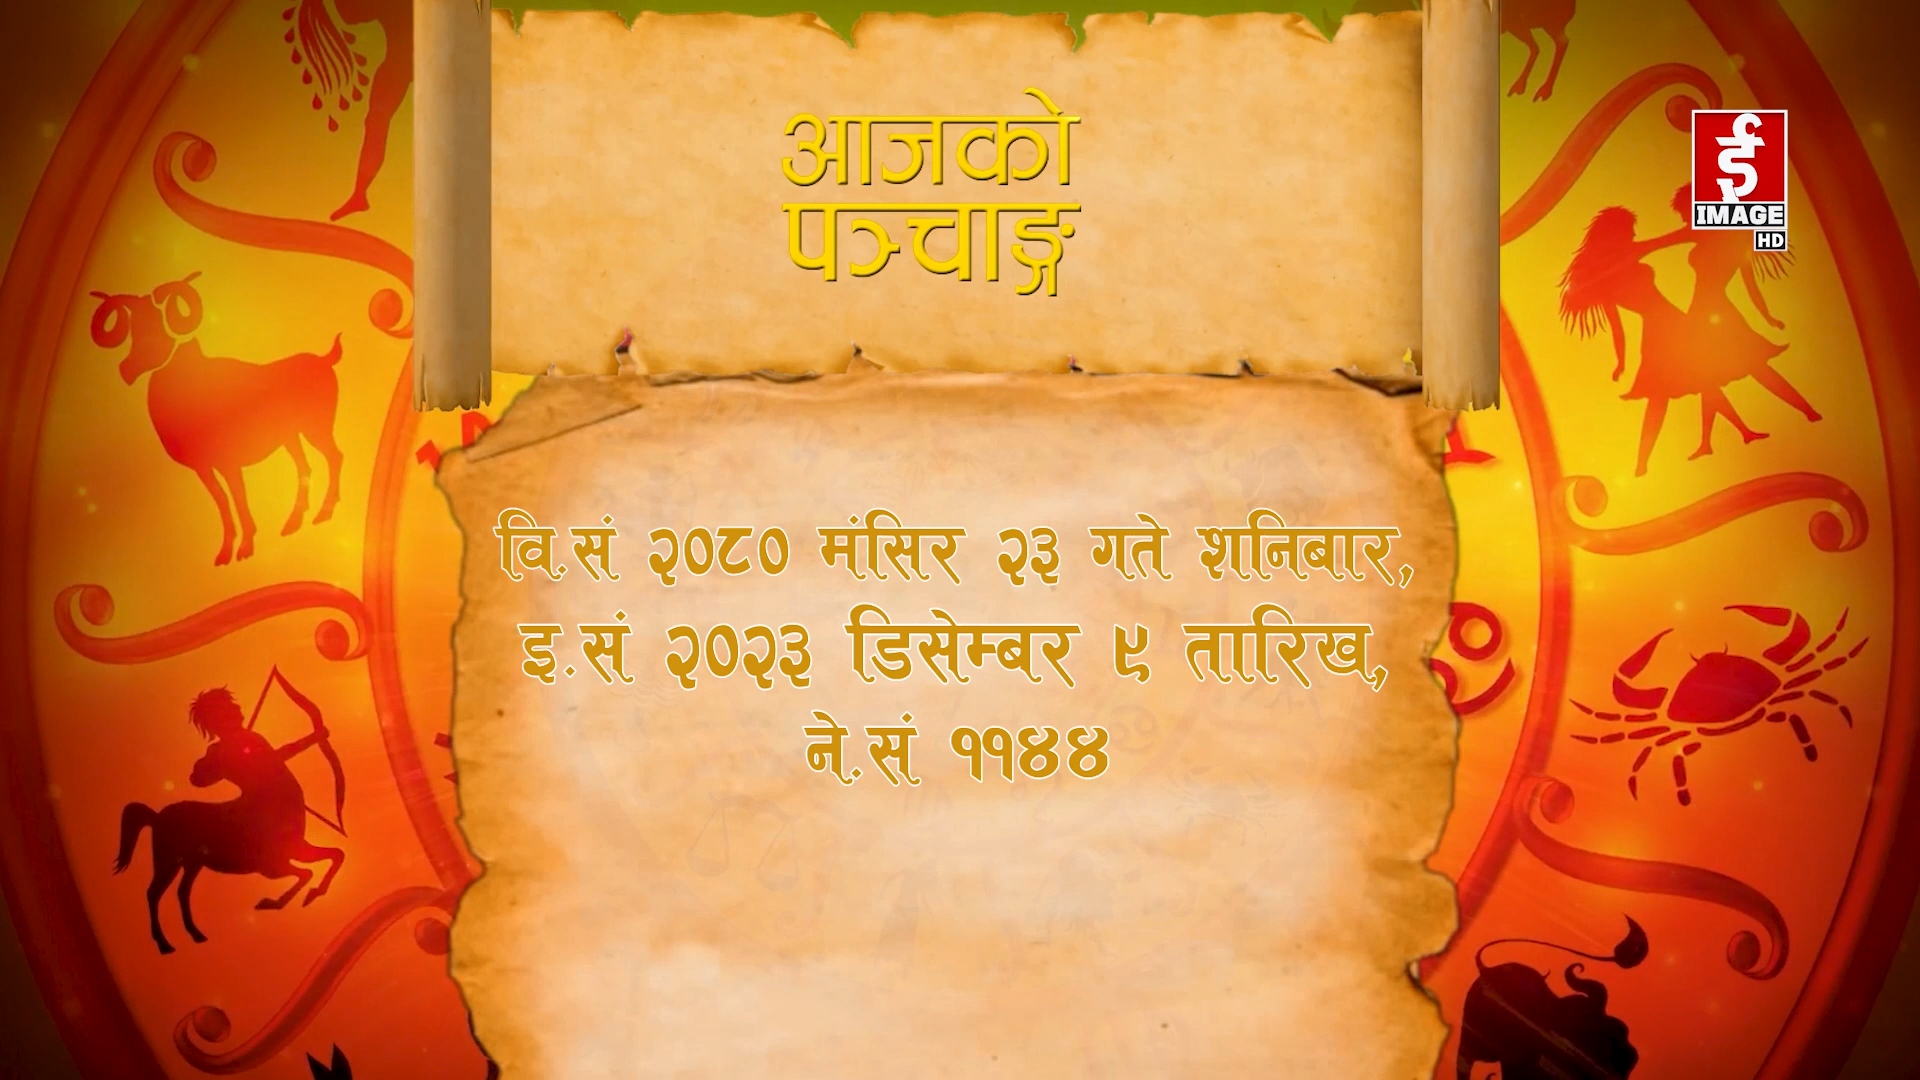 आजको
पञ्चाङ्ग
वि.सं २०८० मंसिर २३ गते शनिबार,
इ.सं २०२३ डिसेम्बर ९ तारिख,
ने.सं ११४४
IMAGE
HD